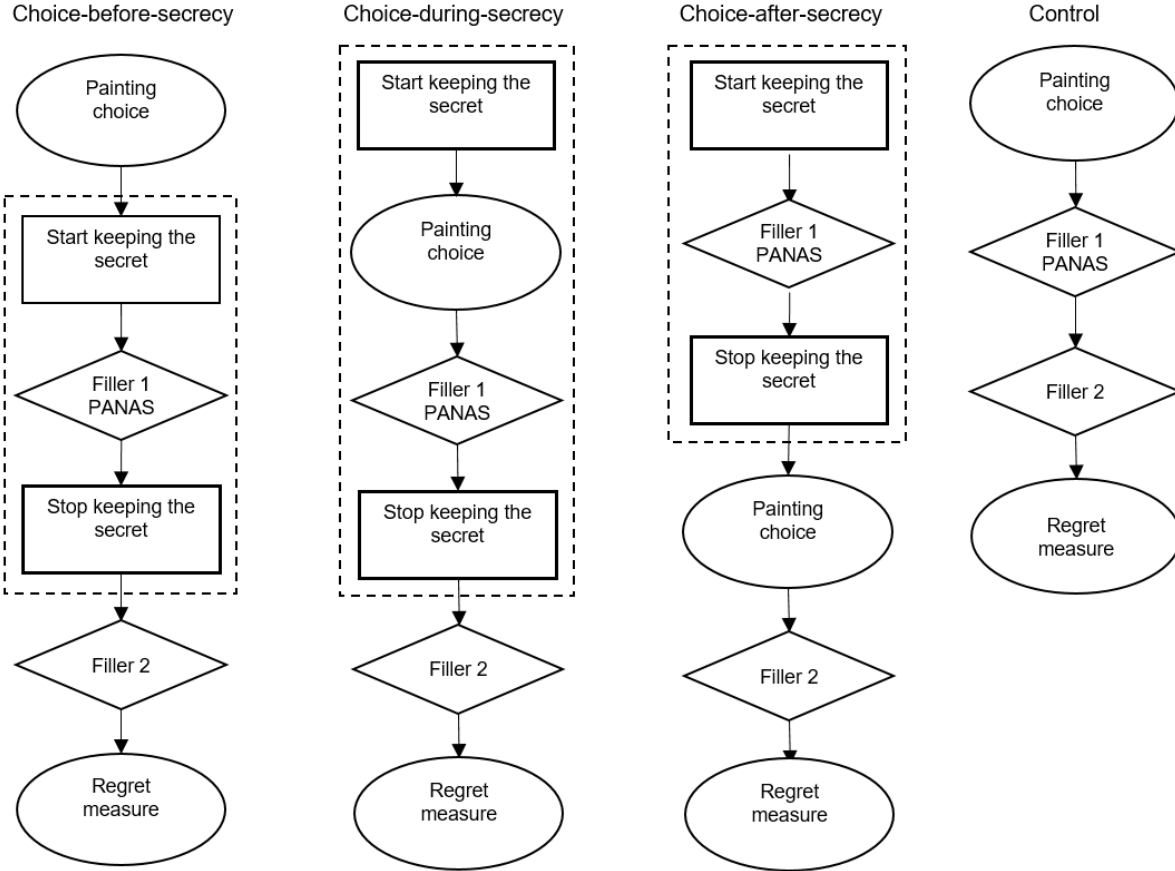 Choice-before-secrecy
Painting
choice
Start keeping the
secret
Filler 1
PANAS
Stop keeping the
secret
Filler 2
Regret
measure
Choice-during-secrecy
Start keeping the
secret
Painting
choice
Filler 1
PANAS
Stop keeping the
secret
Filler 2
Regret
measure
Choice-after-secrecy
Start keeping the
secret
Filler 1
PANAS
Stop keeping the
secret
Painting
choice
Filler 2
Regret
measure
Control
Painting
choice
Filler 1
PANAS
Filler 2
Regret
measure